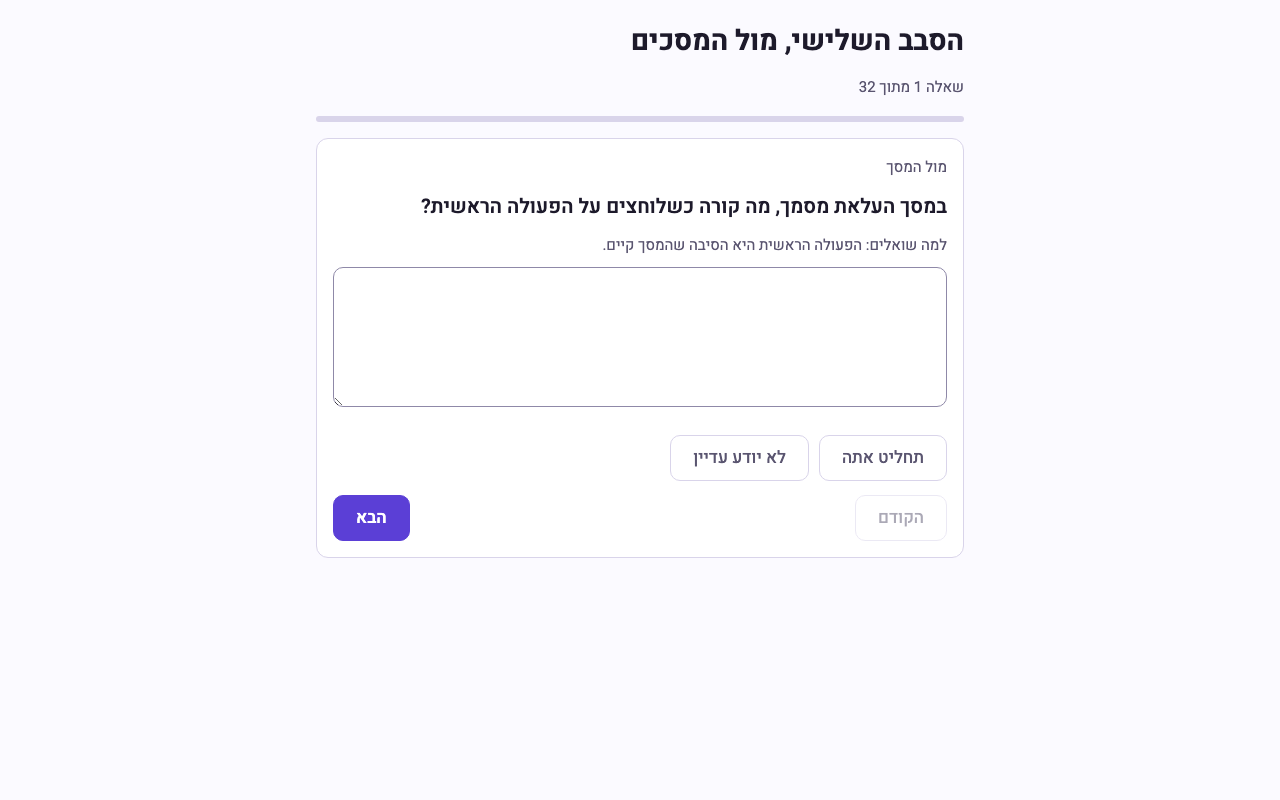 הסבב השלישי, מול המסכים
שאלה 1 מתוך 32
מול המסך
במסך העלאת מסמך, מה קורה כשלוחצים על הפעולה הראשית?
למה שואלים: הפעולה הראשית היא הסיבה שהמסך קיים.
תחליט אתה
לא יודע עדיין
הקודם
הבא